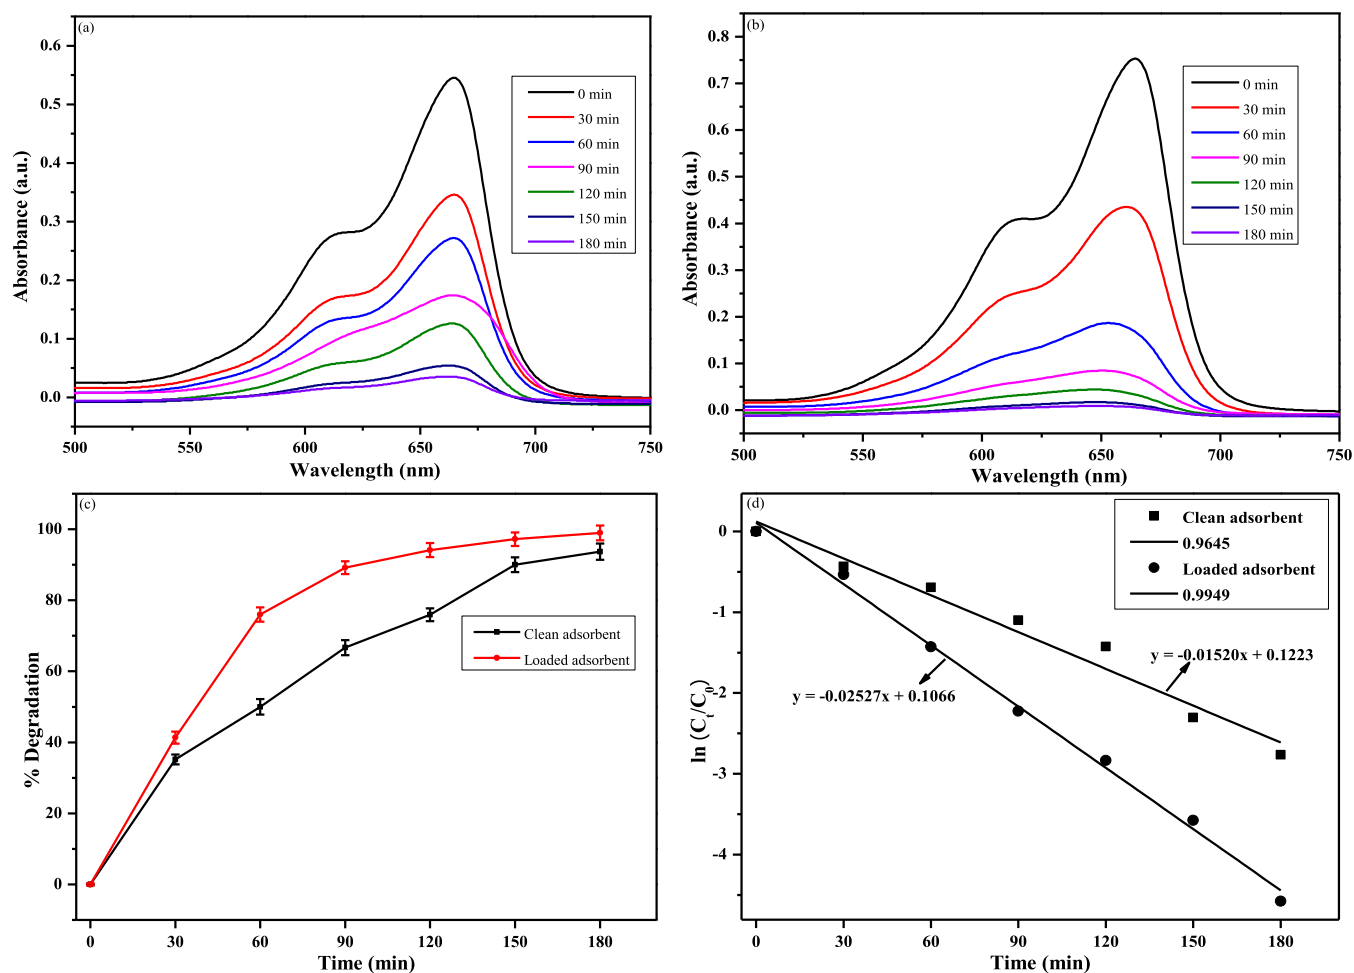 (a)
0.6
0.5
0.4
0.3
0.2
0.1
0.0
Absorbance (a.u.)
0 min
30 min
60 min
90 min
120 min
150 min
180 min
500 550 600 650 700 750
Wavelength (nm)
(b)
0.8
0.7
0.6
0.5
0.4
0.3
0.2
0.1
0.0
Absorbance (a.u.)
0 min
30 min
60 min
90 min
120 min
150 min
180 min
500 550 600 650 700 750
Wavelength (nm)
(c)
100
80
60
40
20
0
% Degradation
Clean adsorbent
Loaded adsorbent
0 30 60 90 120 150 180
Time (min)
(d)
0
-1
-2
-3
-4
ln (Ct/C0)
Clean adsorbent
0.9645
Loaded adsorbent
0.9949
y = -0.01520x + 0.1223
y = -0.02527x + 0.1066
0 30 60 90 120 150 180
Time (min)